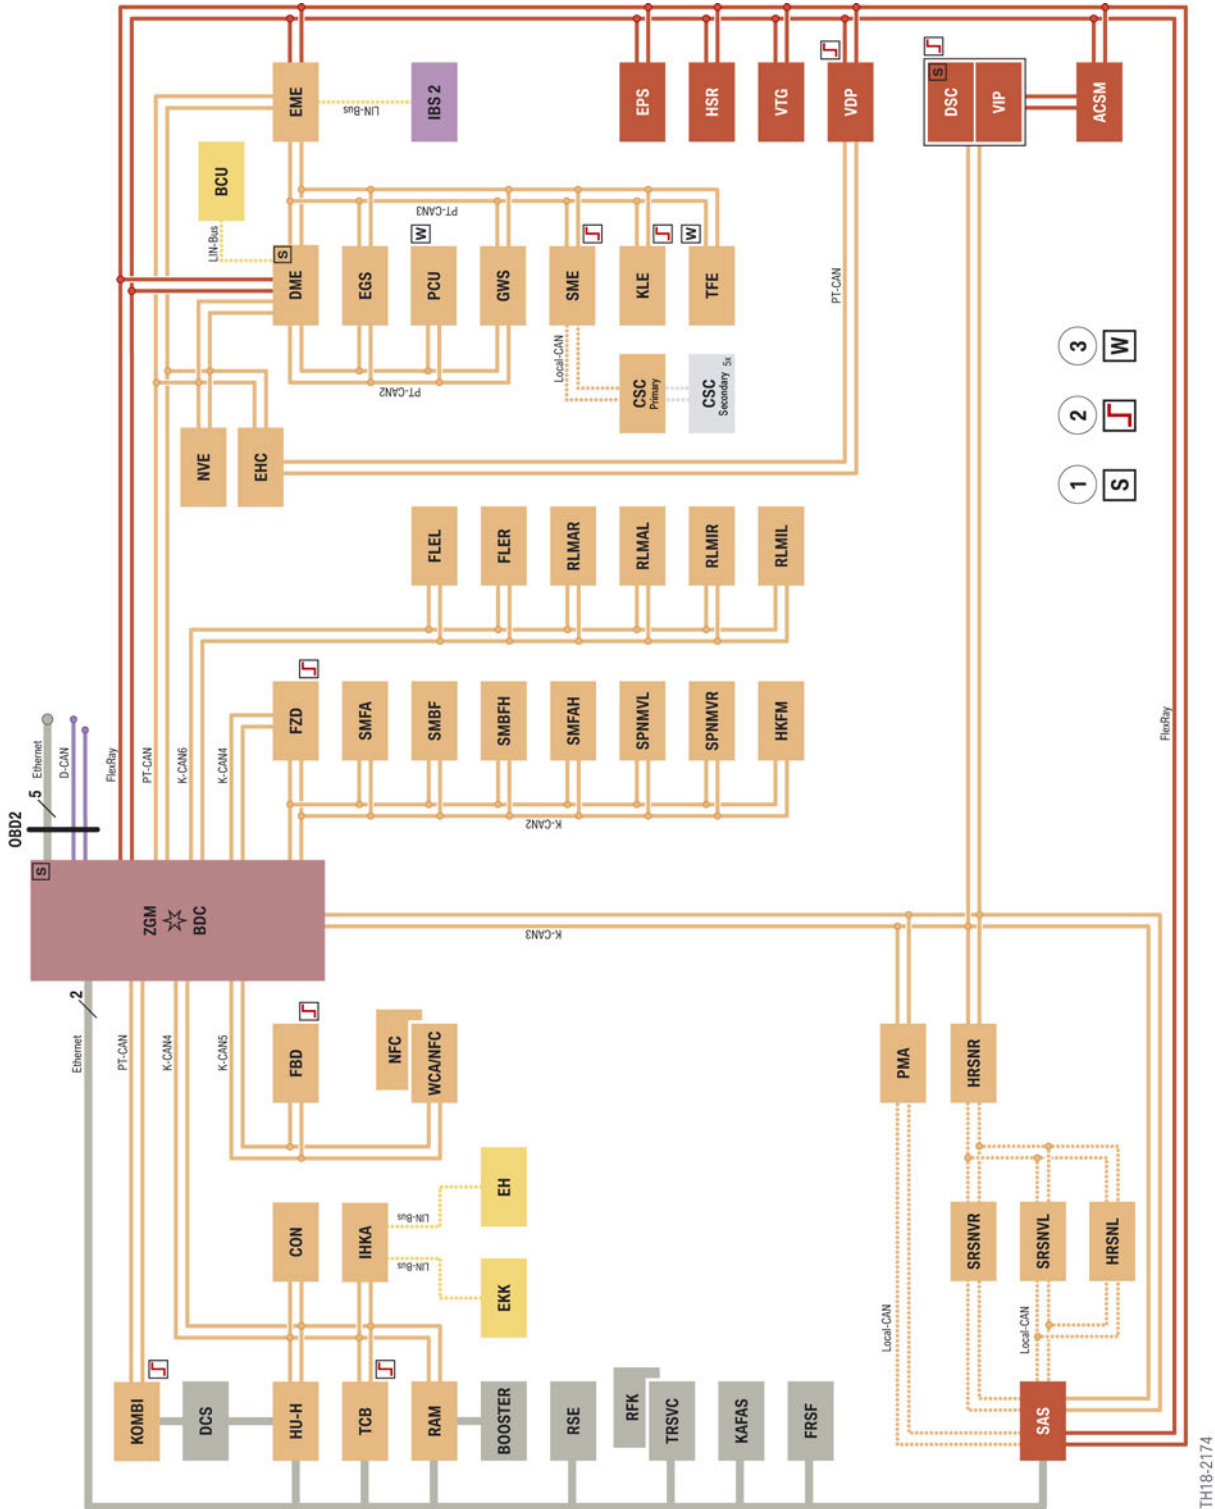 OBD2
Ethernet
5
D-CAN
FlexRay
PT-CAN
K-CAN6
K-CAN4
S
ZGM
BDC
2
Ethernet
PT-CAN
K-CAN4
K-CAN5
K-CAN3
K-CAN2
EME
LIN-Bus
IBS 2
EPS
HSR
VTG
VDP
S
DSC
VIP
ACSM
BCU
LIN-Bus
S
DME
EGS
W
PCU
GWS
SME
KLE
W
TFE
PT-CAN3
PT-CAN2
PT-CAN
Local-CAN
CSC
Primary
CSC
Secondary 5x
NVE
EHC
FLEL
FLER
RLMAR
RLMAL
RLMIR
RLMIL
FZD
SMFA
SMBF
SMBFH
SMFAH
SPNMVL
SPNMVR
HKFM
1
2
3
S
W
FlexRay
FBD
NFC
WCA/NFC
PMA
HRSNR
EH
LIN-Bus
LIN-Bus
CON
IHKA
EKK
SRSNVR
SRSNVL
HRSNL
Local-CAN
Local-CAN
KOMBI
DCS
HU-H
TCB
RAM
BOOSTER
RSE
RFK
TRSVC
KAFAS
FRSF
SAS
TH18-2174